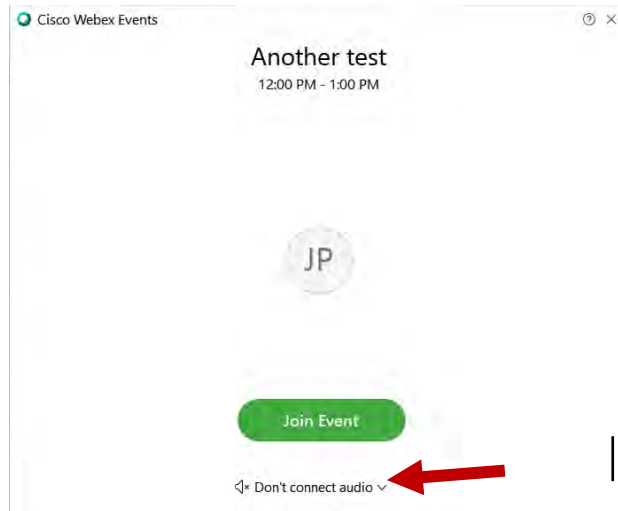 Cisco Webex Events
Another test
12:00 PM - 1:00 PM
JP
Join Event
Don't connect audio